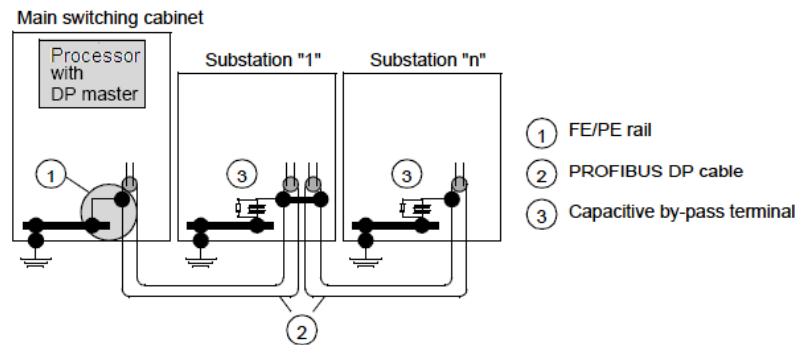 Main switching cabinet
Processor
with
DP master
Substation "1"
Substation "n"
1
3
3
2
1 FE/PE rail
2 PROFIBUS DP cable
3 Capacitive by-pass terminal